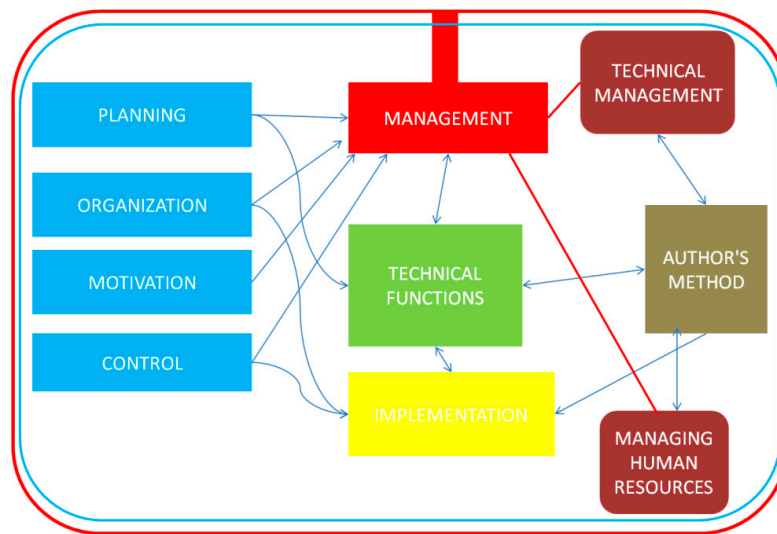 PLANNING
ORGANIZATION
MOTIVATION
CONTROL
MANAGEMENT
TECHNICAL
FUNCTIONS
IMPLEMENTATION
TECHNICAL
MANAGEMENT
AUTHOR'S
METHOD
MANAGING
HUMAN
RESOURCES